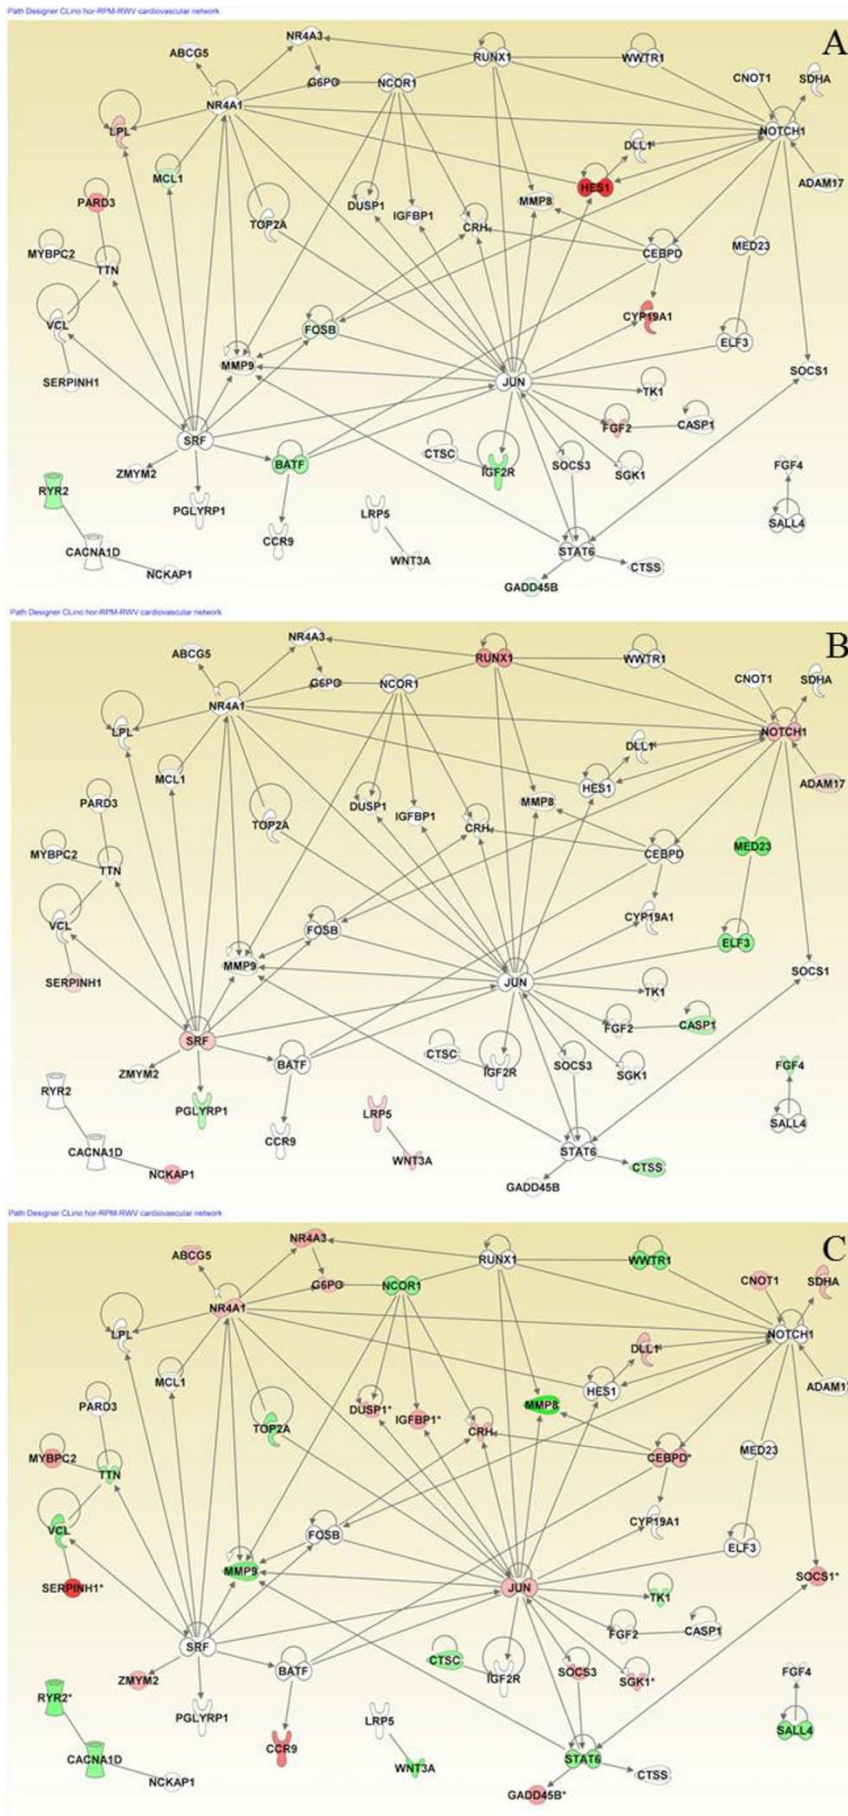 Path Designer CLino hor-RPM-RWV cardiovascular network
A
NR4A3
ABCG5
RUNX1
WWTR1
G6PC
NCOR1
CNOT1
SDHA
NR4A1
LPL
NOTCH1
DLL1
MCL1
HES1
ADAM17
PARD3
MMP8
DUSP1
IGFBP1
TOP2A
CRH
MYBPC2
CEBPD
MED23
TTN
VCL
FOSB
CYP19A1
ELF3
MMP9
SERPINH1
JUN
TK1
SOCS1
FGF2
CASP1
SRF
CTSC
ZMYM2
BATF
IGF2R
SOCS3
SGK1
FGF4
RYR2
PGLYRP1
LRP5
SALL4
CCR9
CACNA1D
STAT6
WNT3A
CTSS
NCKAP1
GADD45B
Path Designer CLino hor-RPM-RWV cardiovascular network
B
NR4A3
ABCG5
RUNX1
WWTR1
G6PC
NCOR1
CNOT1
SDHA
NR4A1
LPL
NOTCH1
DLL1
MCL1
HES1
ADAM17
PARD3
MMP8
DUSP1
IGFBP1
TOP2A
CRH
MYBPC2
CEBPD
MED23
TTN
VCL
FOSB
CYP19A1
ELF3
MMP9
SERPINH1
JUN
TK1
SOCS1
FGF2
CASP1
SRF
CTSC
ZMYM2
BATF
IGF2R
SOCS3
SGK1
FGF4
RYR2
PGLYRP1
LRP5
SALL4
CCR9
CACNA1D
STAT6
WNT3A
CTSS
NCKAP1
GADD45B
Path Designer CLino hor-RPM-RWV cardiovascular network
C
NR4A3
ABCG5
RUNX1
WWTR1
G6PC
NCOR1
CNOT1
SDHA
NR4A1
LPL
NOTCH1
DLL1
MCL1
HES1
ADAM1
PARD3
MMP8
DUSP1*
IGFBP1*
TOP2A
CRH
MYBPC2
CEBPD*
MED23
TTN
VCL
FOSB
CYP19A1
ELF3
MMP9
SERPINH1*
JUN
TK1
SOCS1*
FGF2
CASP1
SRF
CTSC
ZMYM2
BATF
IGF2R
SOCS3
SGK1*
FGF4
RYR2*
PGLYRP1
LRP5
SALL4
CCR9
CACNA1D
STAT6
WNT3A
CTSS
NCKAP1
GADD45B*